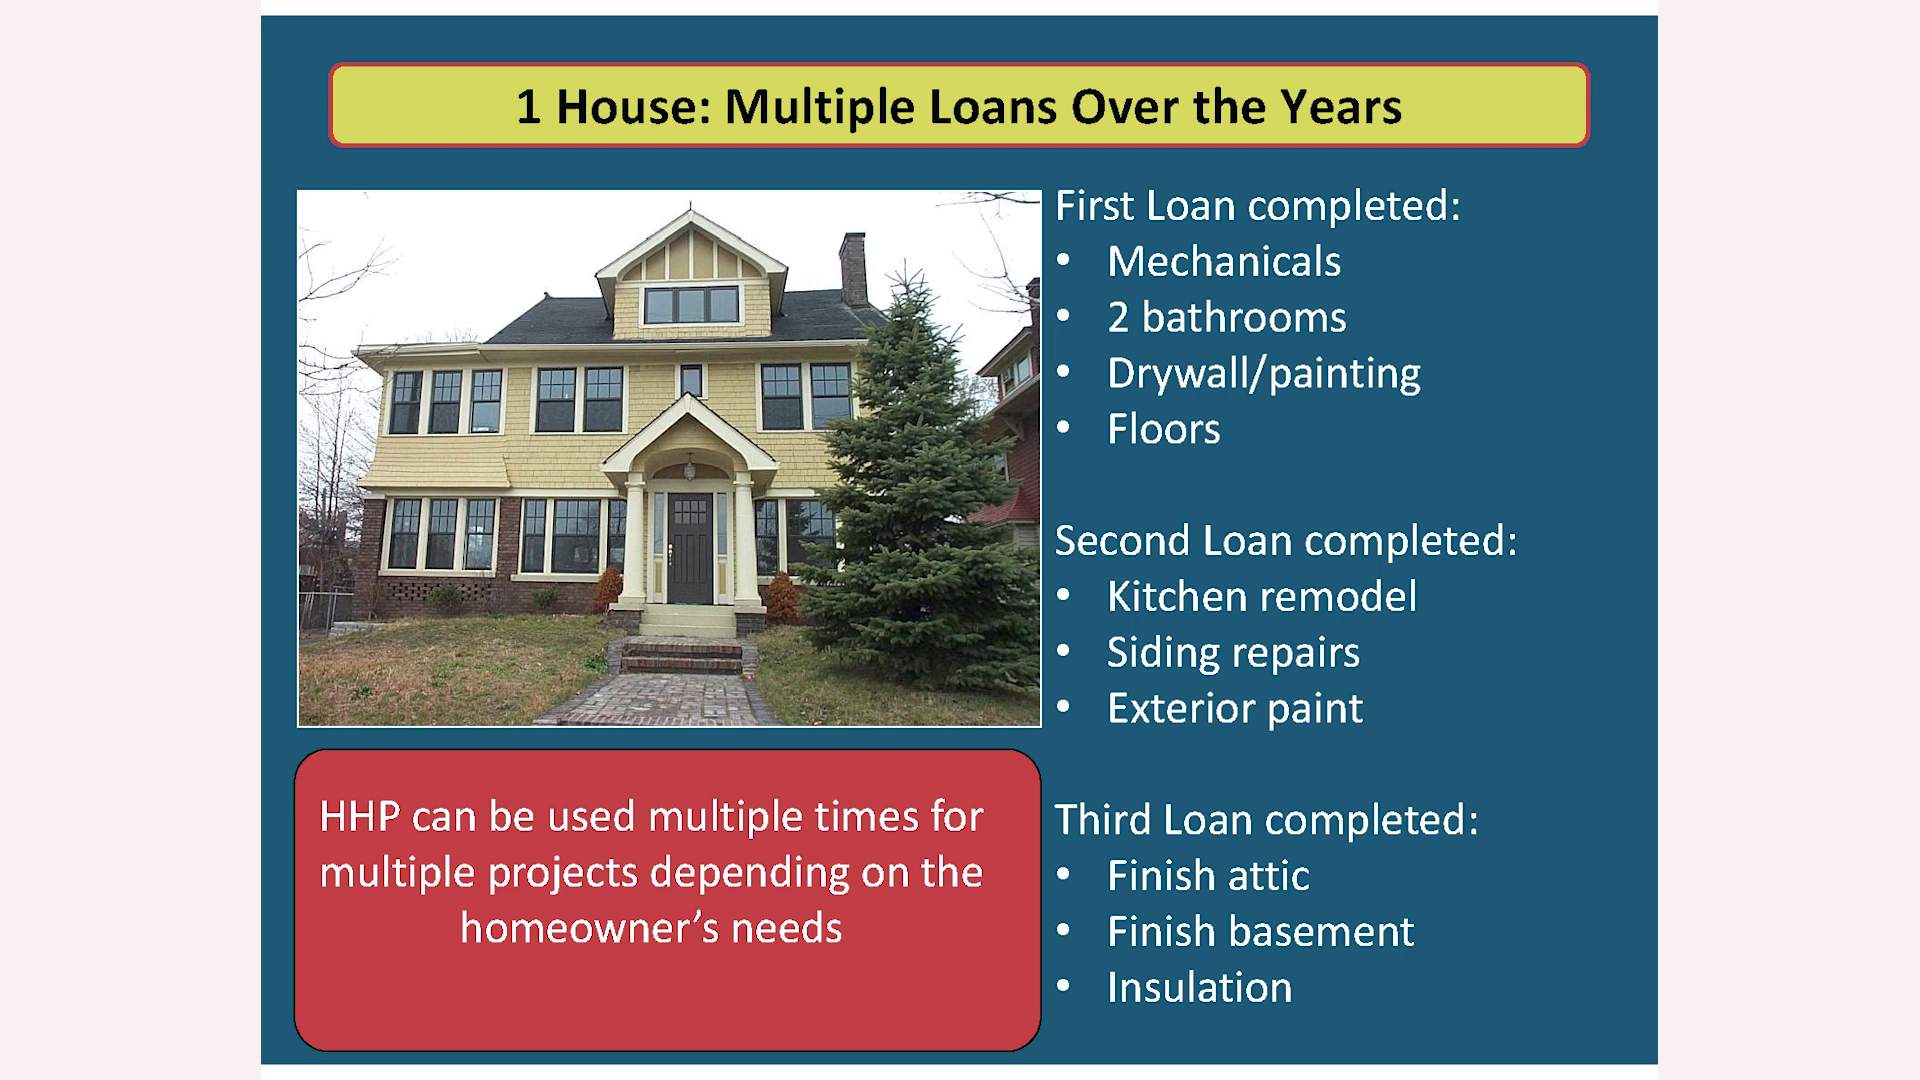 1 House: Multiple Loans Over the Years
First Loan completed:
• Mechanicals
• 2 bathrooms
• Drywall/painting
• Floors
Second Loan completed:
• Kitchen remodel
• Siding repairs
• Exterior paint
Third Loan completed:
• Finish attic
• Finish basement
• Insulation
HHP can be used multiple times for
multiple projects depending on the
homeowner’s needs